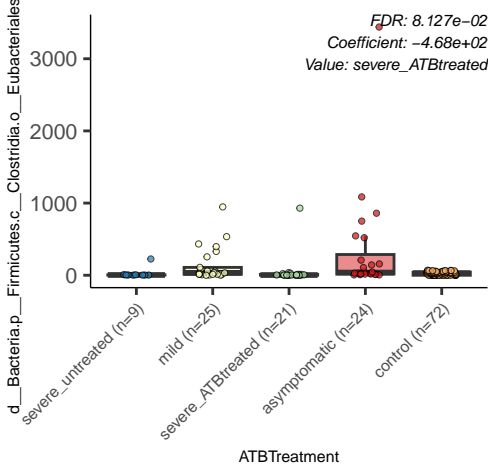 FDR: 8.127e−02
Coefficient: −4.68e+02
Value: severe_ATBtreated
d__Bacteria.p__Firmicutes.c__Clostridia.o__Eubacteriales
3000
2000
1000
0
severe_untreated (n=9)
mild (n=25)
severe_ATBtreated (n=21)
asymptomatic (n=24)
control (n=72)
ATBTreatment